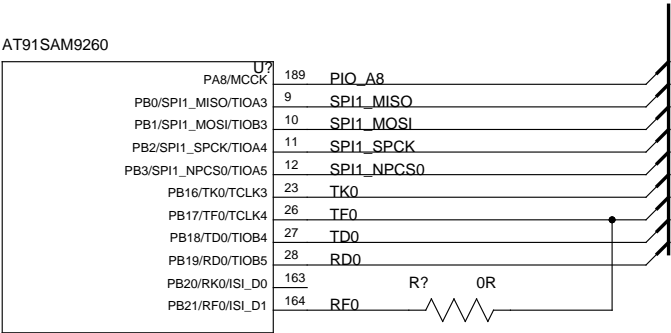 AT91SAM9260
U?
PA8/MCCK 189 PIO_A8
PB0/SPI1_MISO/TIOA3 9 SPI1_MISO
PB1/SPI1_MOSI/TIOB3 10 SPI1_MOSI
PB2/SPI1_SPCK/TIOA4 11 SPI1_SPCK
PB3/SPI1_NPCS0/TIOA5 12 SPI1_NPCS0
PB16/TK0/TCLK3 23 TK0
PB17/TF0/TCLK4 26 TF0
PB18/TD0/TIOB4 27 TD0
PB19/RD0/TIOB5 28 RD0
PB20/RK0/ISI_D0 163
R? 0R
PB21/RF0/ISI_D1 164 RF0